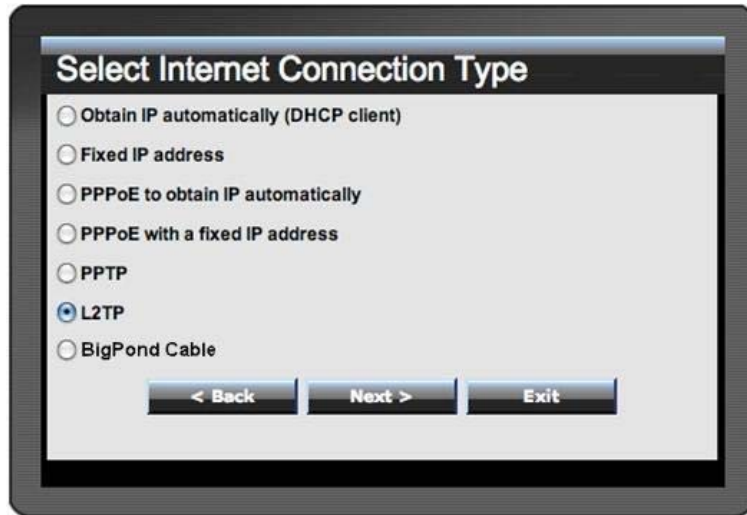 Select Internet Connection Type
Obtain IP automatically (DHCP client)
Fixed IP address
PPPoE to obtain IP automatically
PPPoE with a fixed IP address
PPTP
L2TP
BigPond Cable
< Back Next > Exit